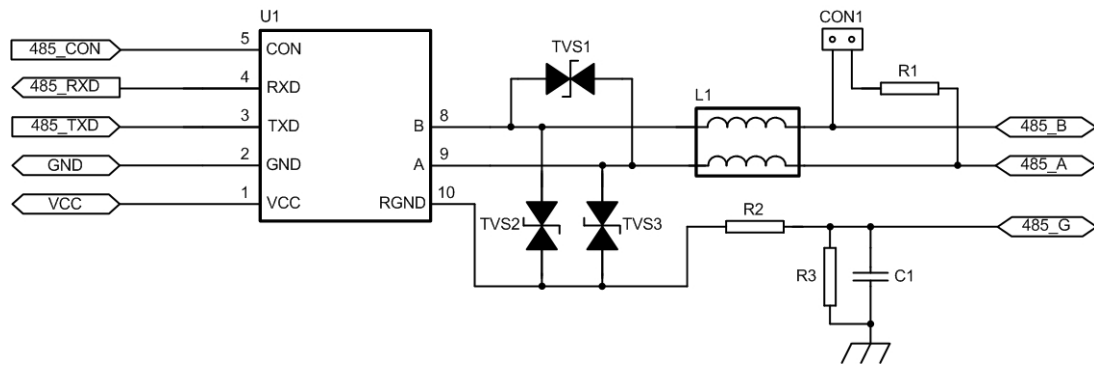 U1
CON1
485_CON 5 CON
TVS1
485_RXD 4 RXD
R1
L1
485_TXD 3 TXD B 8 485_B
GND 2 GND A 9 485_A
VCC 1 VCC RGND 10
R2
TVS2 TVS3 485_G
R3 C1